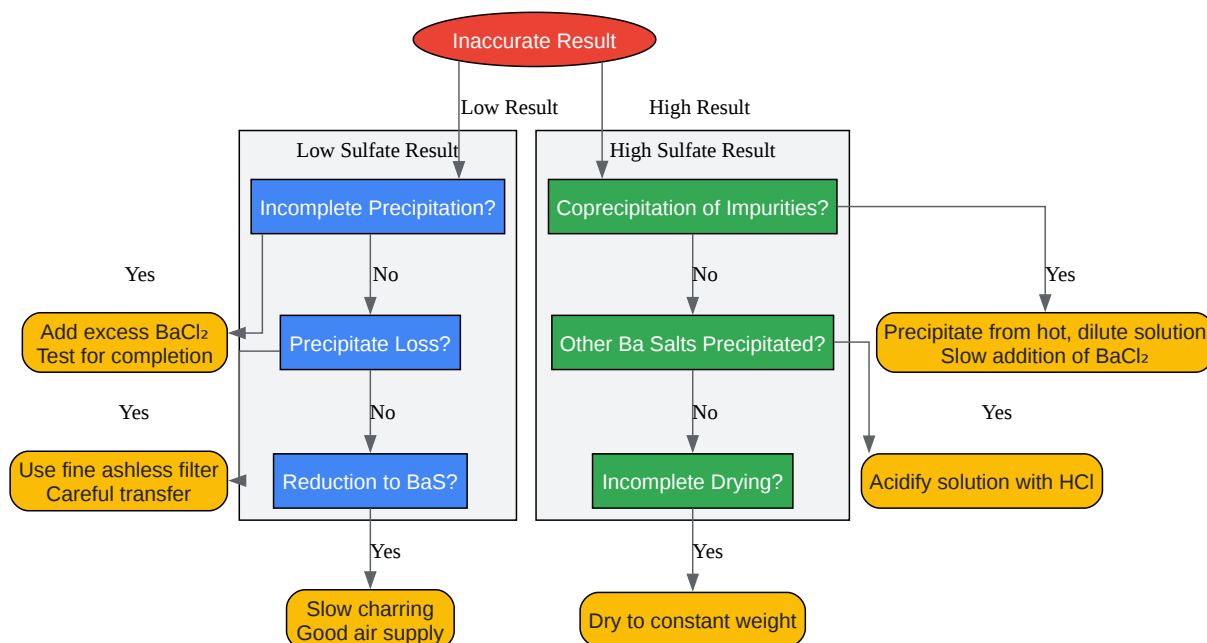 Inaccurate Result
Low Result
High Result
Low Sulfate Result
High Sulfate Result
Incomplete Precipitation?
Coprecipitation of Impurities?
Yes
No
No
Yes
Add excess BaCl₂
Test for completion
Precipitate Loss?
Other Ba Salts Precipitated?
Precipitate from hot, dilute solution
Slow addition of BaCl₂
Yes
No
No
Yes
Use fine ashless filter
Careful transfer
Reduction to BaS?
Incomplete Drying?
Acidify solution with HCl
Yes
Yes
Slow charring
Good air supply
Dry to constant weight